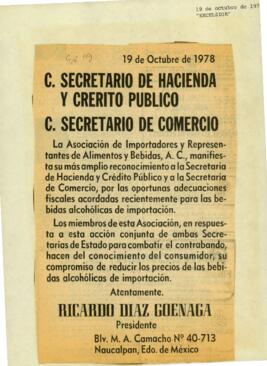 19 de octubre de 197
"EXCELSIOR"
19 de Octubre de 1978
C. SECRETARIO DE HACIENDA
Y CRERITO PUBLICO
C. SECRETARIO DE COMERCIO
La Asociación de Importadores y Represen-
tantes de Alimentos y Bebidas, A. C., manifies-
ta su más amplio reconocimiento a la Secretaría
de Hacienda y Crédito Público y a la Secretaría
de Comercio, por las oportunas adecuaciones
fiscales acordadas recientemente para las be-
bidas alcohólicas de importación.
Los miembros de esta Asociación, en respues-
ta a esta acción conjunta de ambas Secreta-
rías de Estado para combatir el contrabando,
hacen del conocimiento del consumidor, su
compromiso de reducir los precios de las bebi-
das alcohólicas de importación.
Atentamente.
RICARDO DIAZ GOENAGA
Presidente
Blv. M. A. Camacho Nº 40-713
Naucalpan, Edo. de México